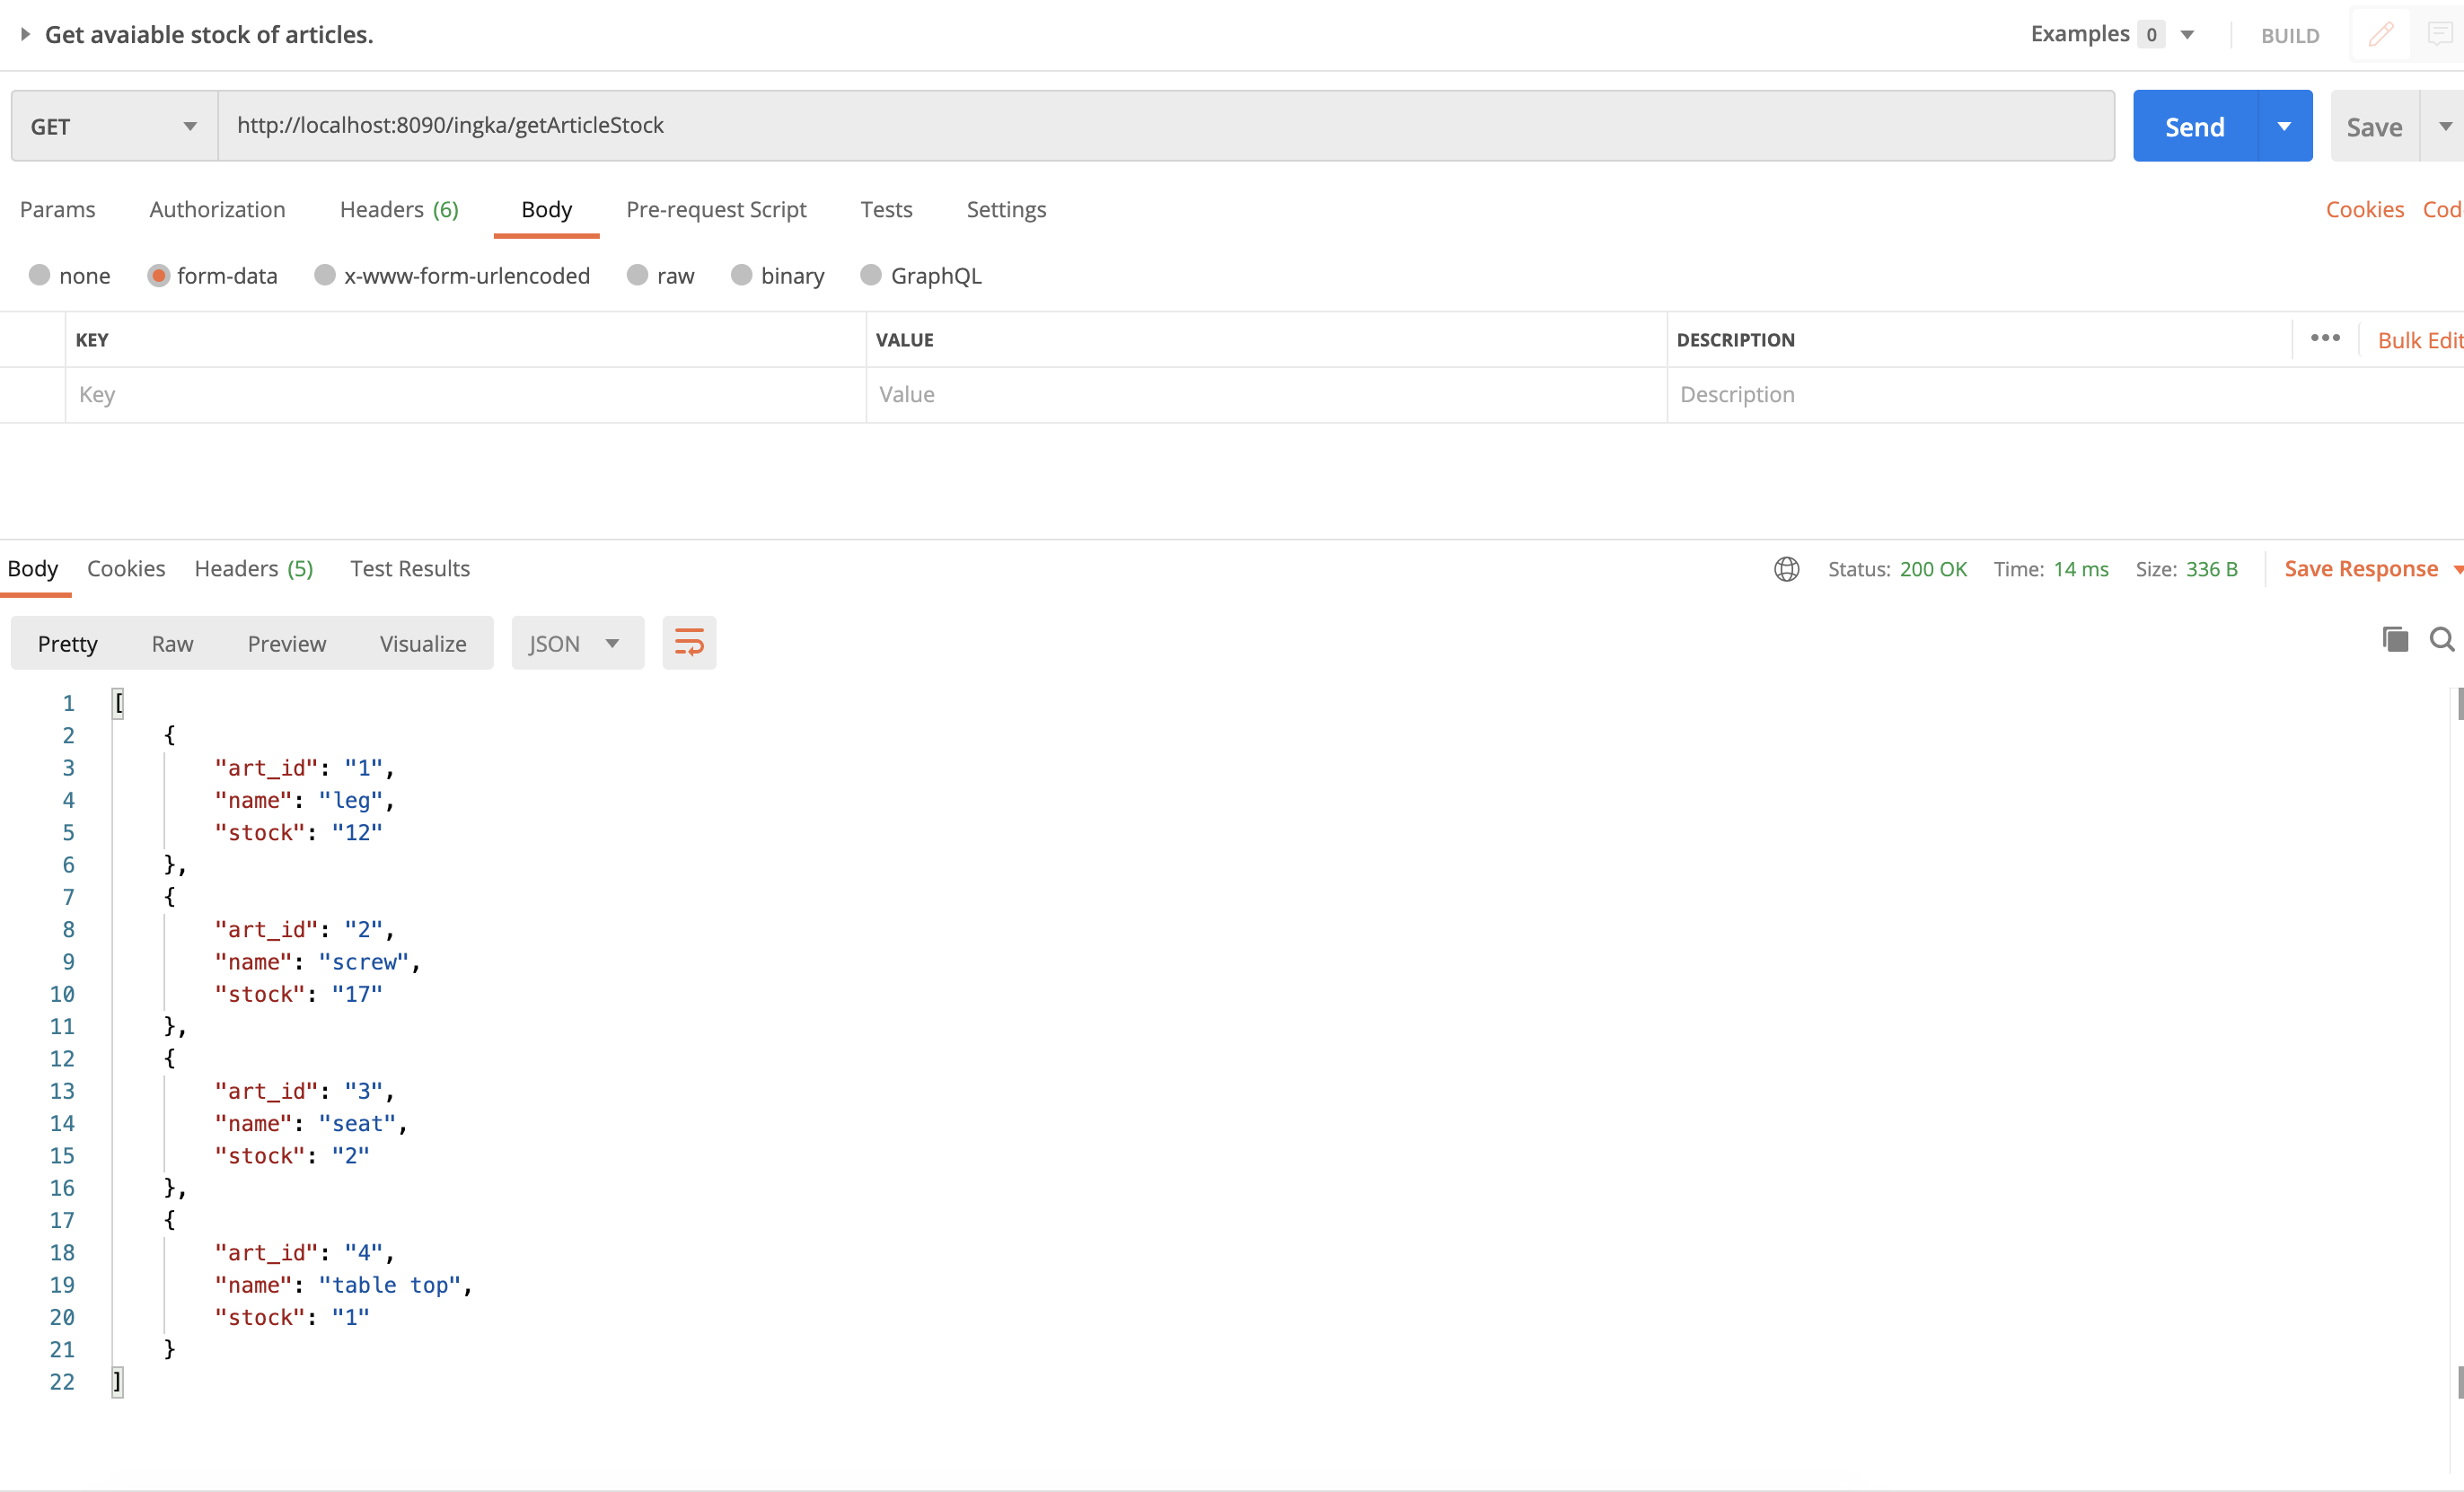 Get avaiable stock of articles.
Examples 0
BUILD
GET
http://localhost:8090/ingka/getArticleStock
Send
Save
Params Authorization Headers (6) Body Pre-request Script Tests Settings
Cookies Cod
none form-data x-www-form-urlencoded raw binary GraphQL
KEY VALUE DESCRIPTION
Bulk Edit
Key Value Description
Body Cookies Headers (5) Test Results
Status: 200 OK Time: 14 ms Size: 336 B Save Response
Pretty Raw Preview Visualize JSON
1 [
2 {
3 "art_id": "1",
4 "name": "leg",
5 "stock": "12"
6 },
7 {
8 "art_id": "2",
9 "name": "screw",
10 "stock": "17"
11 },
12 {
13 "art_id": "3",
14 "name": "seat",
15 "stock": "2"
16 },
17 {
18 "art_id": "4",
19 "name": "table top",
20 "stock": "1"
21 }
22 ]